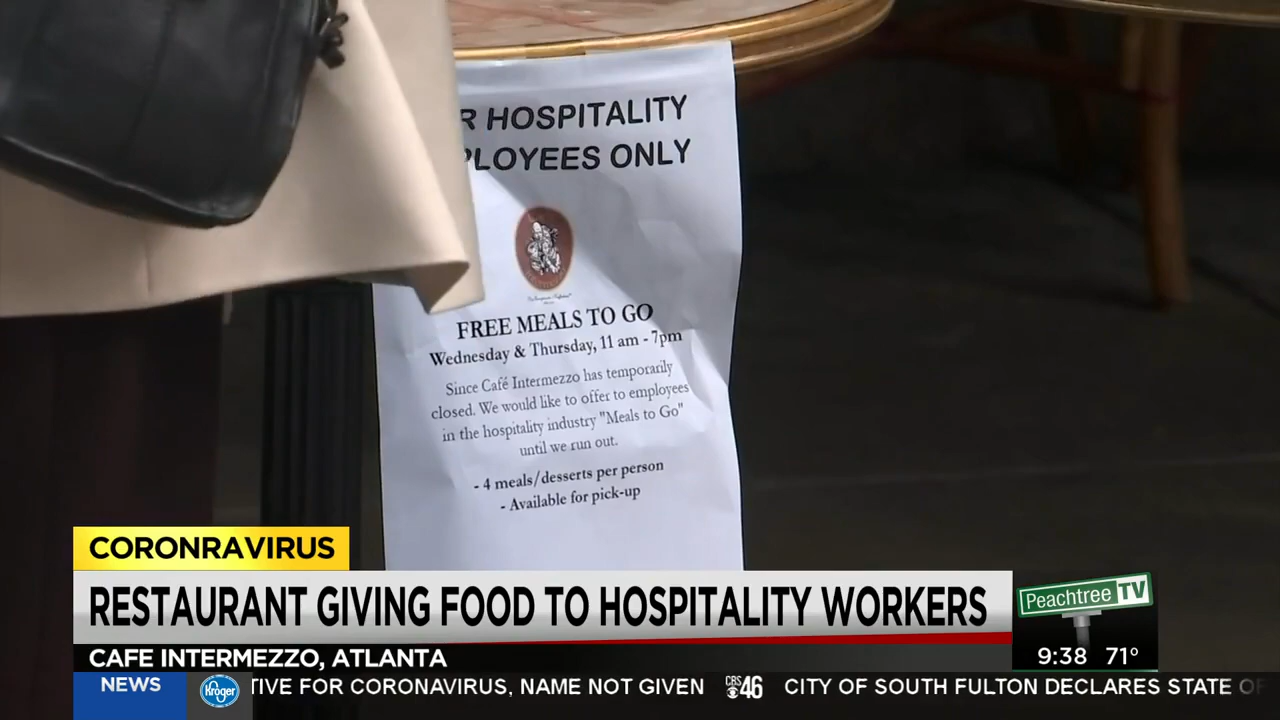 R HOSPITALITY
PLOYEES ONLY
FREE MEALS TO GO
Wednesday & Thursday, 11 am - 7pm
Since Café Intermezzo has temporarily
closed. We would like to offer to employees
in the hospitality industry "Meals to Go"
until we run out.
- 4 meals/desserts per person
- Available for pick-up
CORONRAVIRUS
RESTAURANT GIVING FOOD TO HOSPITALITY WORKERS
CAFE INTERMEZZO, ATLANTA
Peachtree TV
9:38 71°
NEWS Kroger TIVE FOR CORONAVIRUS, NAME NOT GIVEN CBS 46 CITY OF SOUTH FULTON DECLARES STATE OF